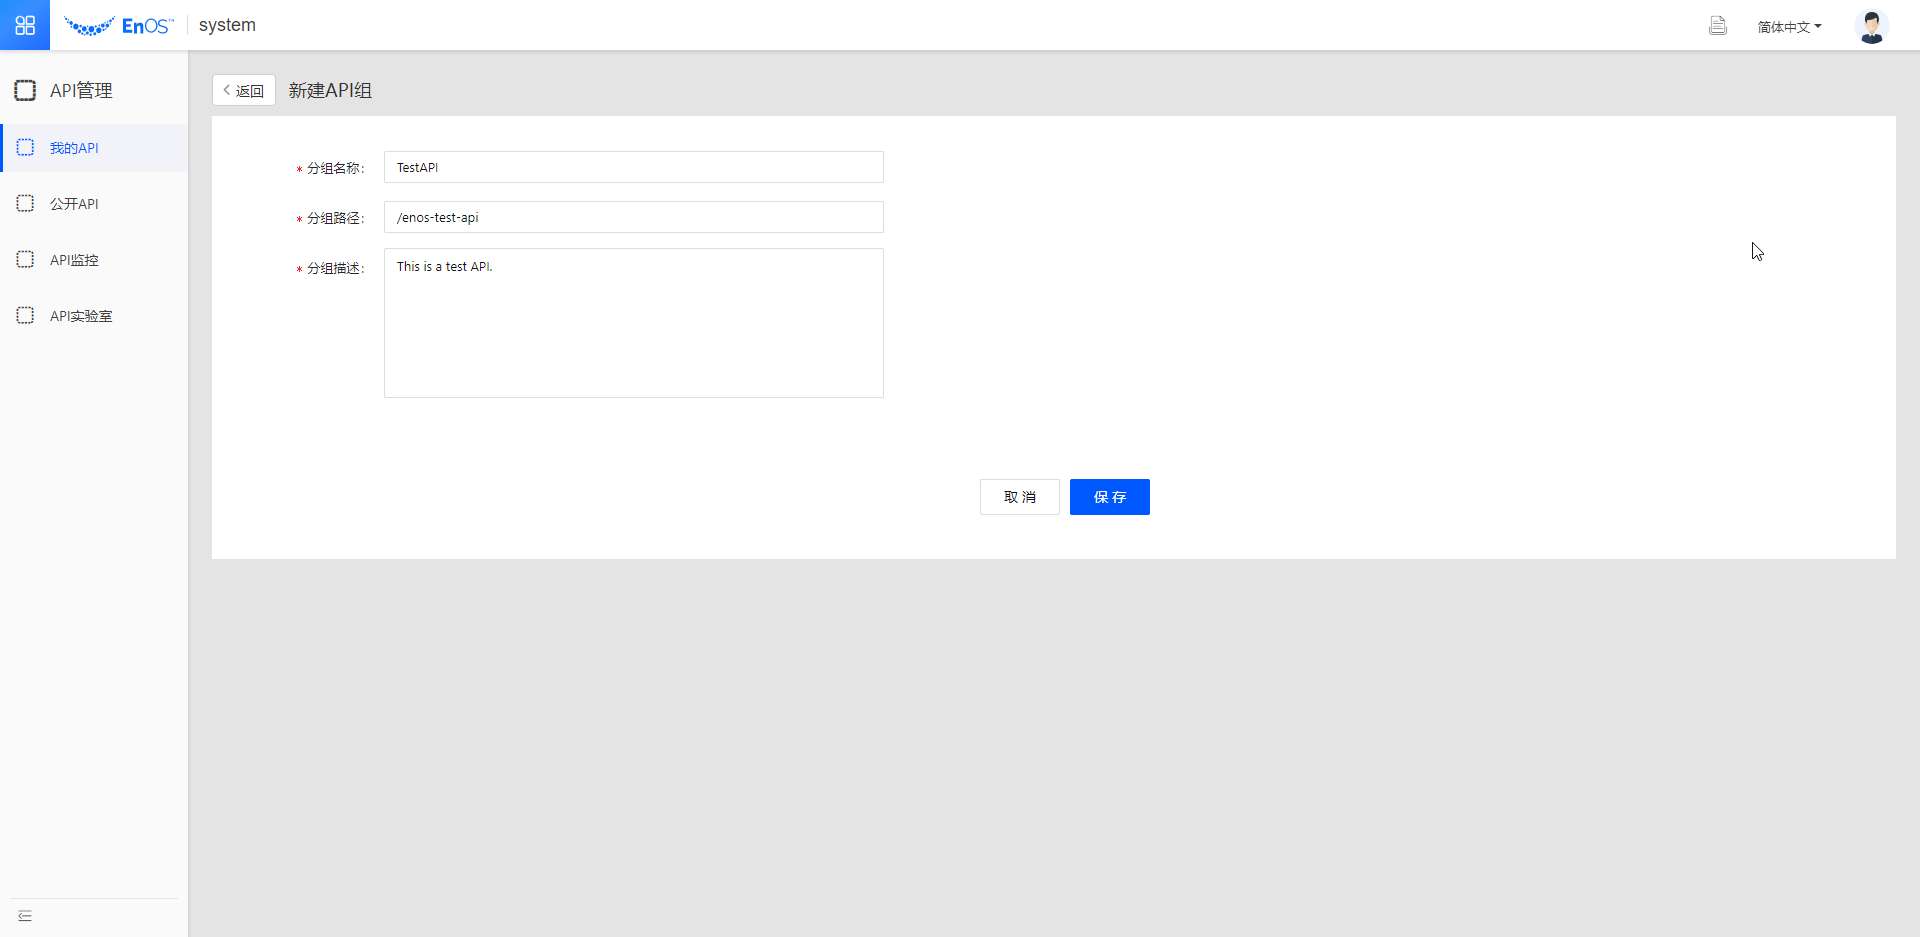 EnOS™ system
简体中文
API管理
我的API
公开API
API监控
API实验室
返回 新建API组
* 分组名称: TestAPI
* 分组路径: /enos-test-api
* 分组描述: This is a test API.
取 消 保 存